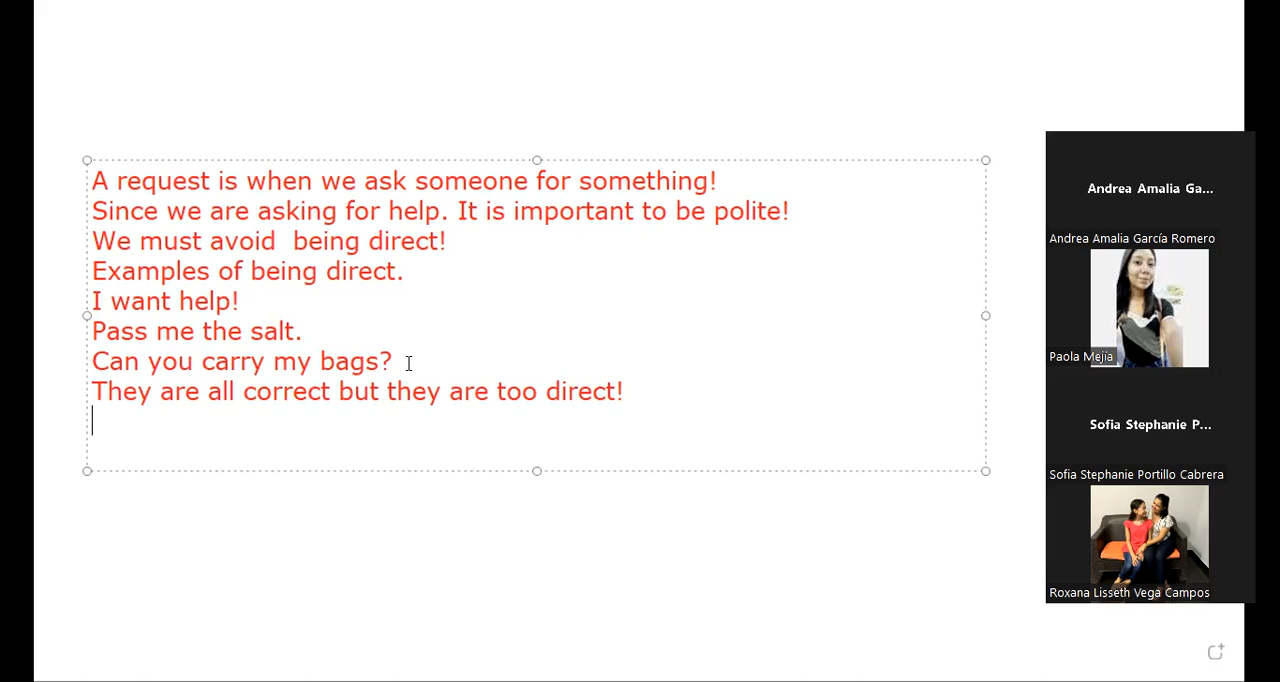 A request is when we ask someone for something!
Since we are asking for help. It is important to be polite!
We must avoid  being direct!
Examples of being direct.
I want help!
Pass me the salt.
Can you carry my bags?
They are all correct but they are too direct!
Andrea Amalia Ga...
Andrea Amalia García Romero
Paola Mejía
Sofia Stephanie P...
Sofia Stephanie Portillo Cabrera
Roxana Lisseth Vega Campos